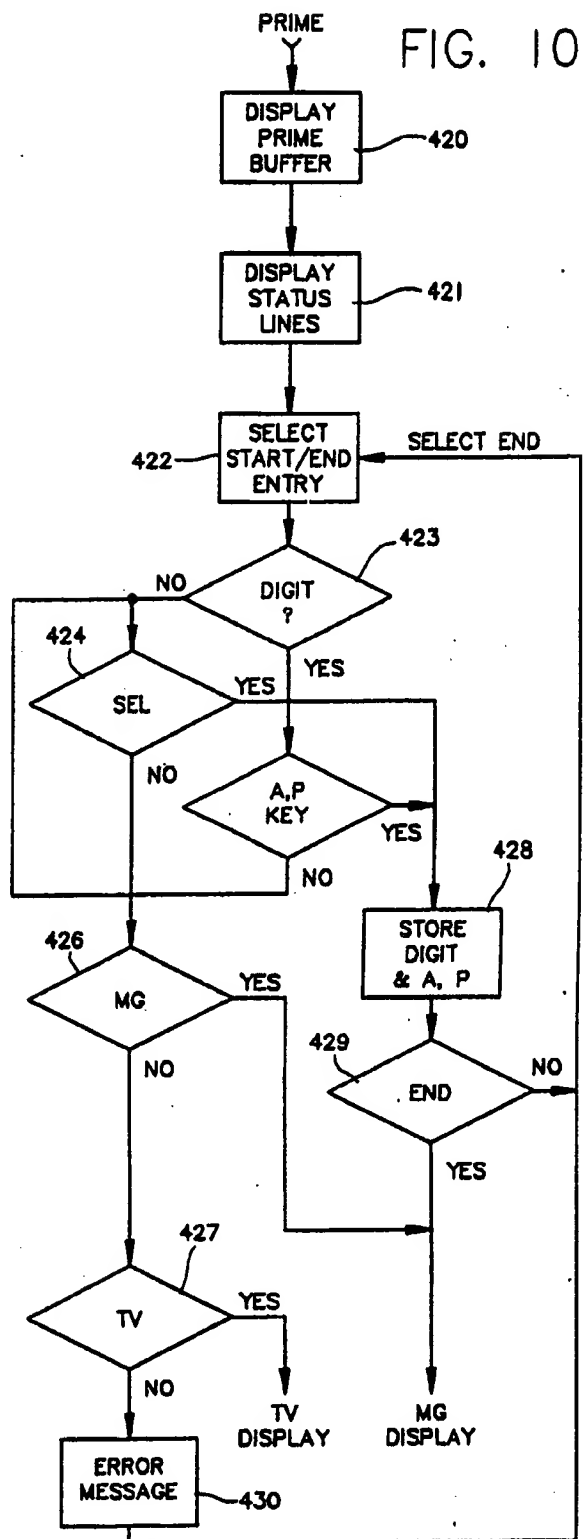 PRIME
FIG. 10
DISPLAY
PRIME
BUFFER
420
DISPLAY
STATUS
LINES
421
422
SELECT
START/END
ENTRY
SELECT END
423
NO
DIGIT
?
424
YES
SEL
YES
NO
A,P
KEY
YES
NO
428
STORE
DIGIT
& A, P
426
MG
YES
NO
429
END
NO
YES
427
TV
YES
NO
TV
DISPLAY
MG
DISPLAY
ERROR
MESSAGE
430